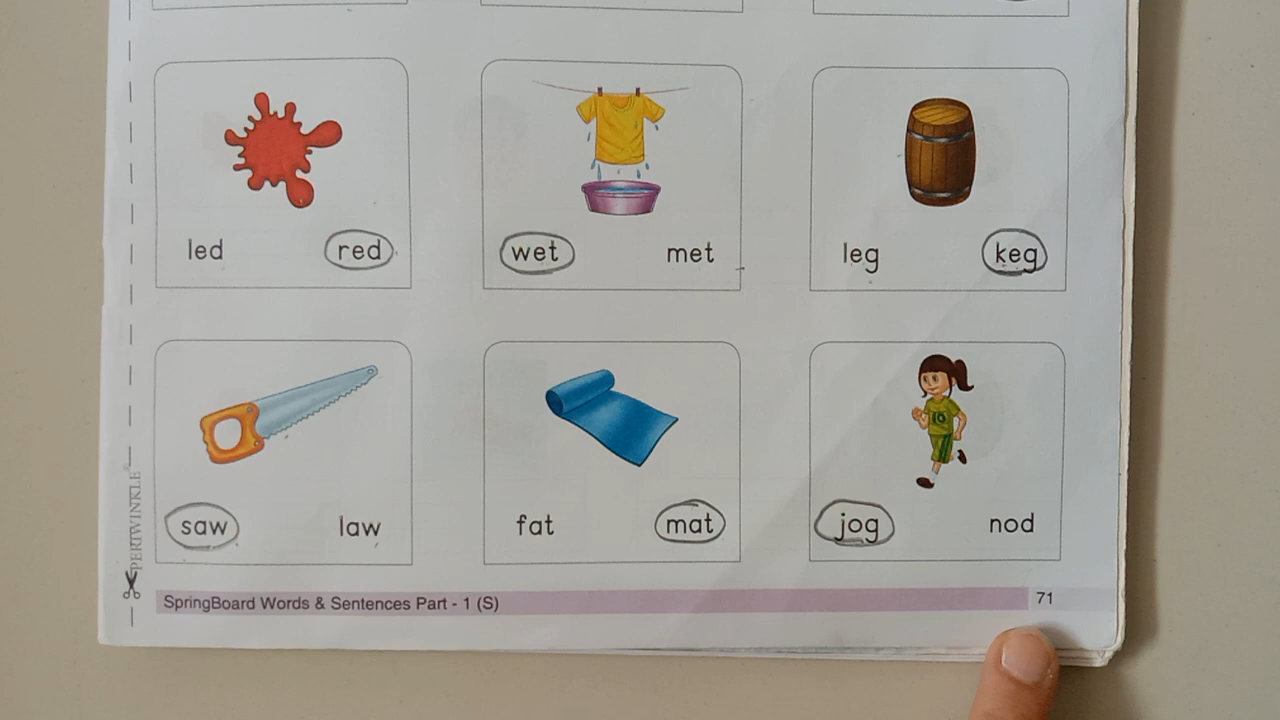 led red
wet met
leg keg
saw law
fat mat
jog nod
10
PERIWINKLE
SpringBoard Words & Sentences Part - 1 (S)
71